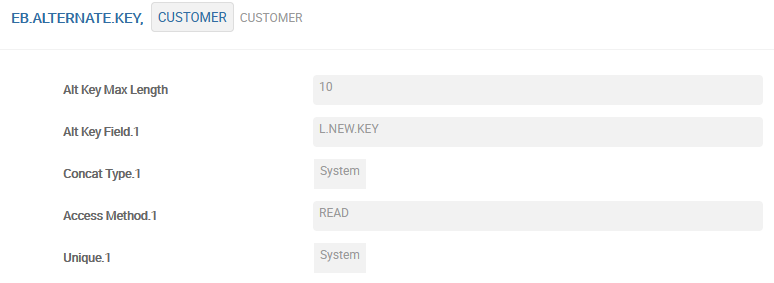 EB.ALTERNATE.KEY, CUSTOMER CUSTOMER
Alt Key Max Length 10
Alt Key Field.1 L.NEW.KEY
Concat Type.1 System
Access Method.1 READ
Unique.1 System